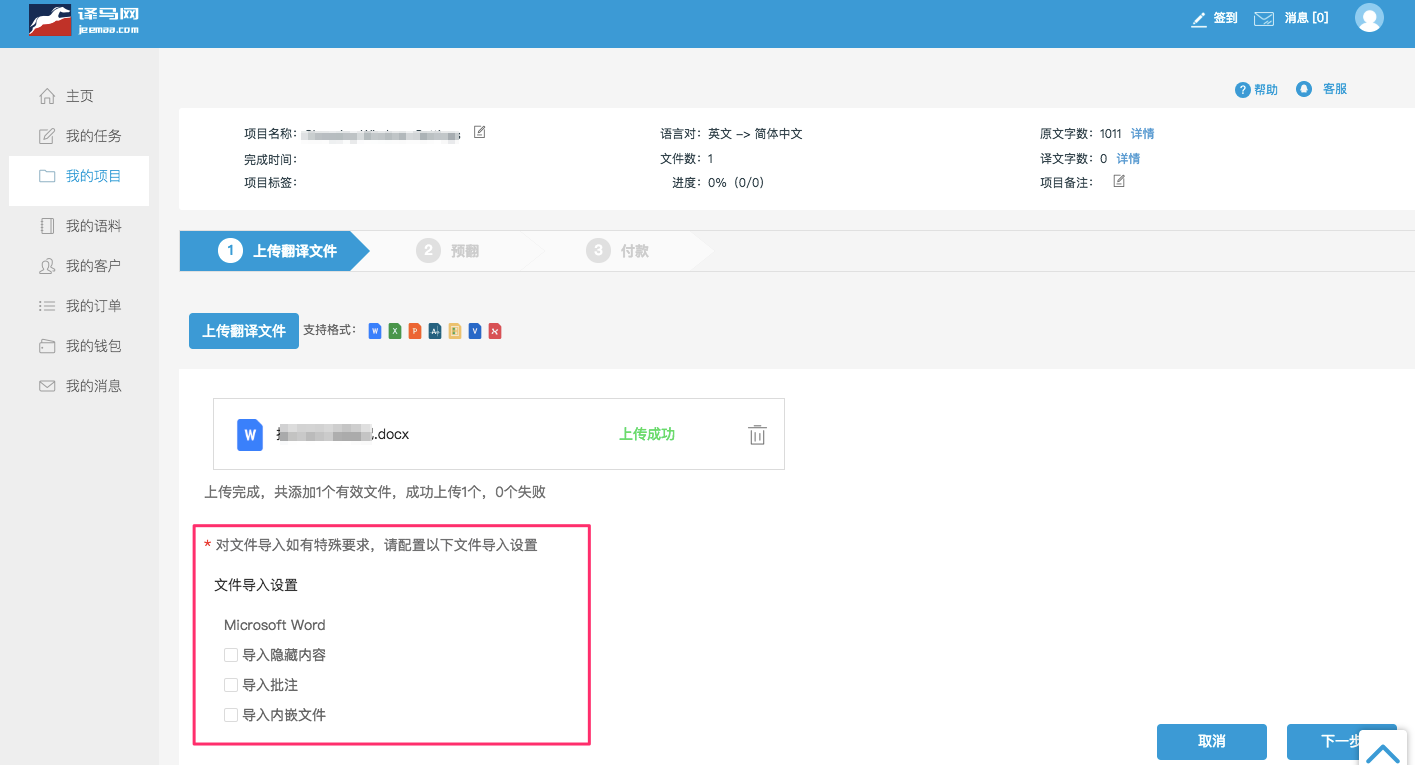 译马网
jeemaa.com
签到
消息 [0]
帮助
客服
主页
我的任务
我的项目
我的语料
我的客户
我的订单
我的钱包
我的消息
项目名称:
语言对: 英文 –> 简体中文
原文字数: 1011 详情
完成时间:
文件数: 1
译文字数: 0 详情
项目标签:
进度: 0% (0/0)
项目备注:
1 上传翻译文件
2 预翻
3 付款
上传翻译文件 支持格式:
W X P A V
W .docx 上传成功
上传完成，共添加1个有效文件，成功上传1个，0个失败
* 对文件导入如有特殊要求，请配置以下文件导入设置
文件导入设置
Microsoft Word
导入隐藏内容
导入批注
导入内嵌文件
取消
下一步